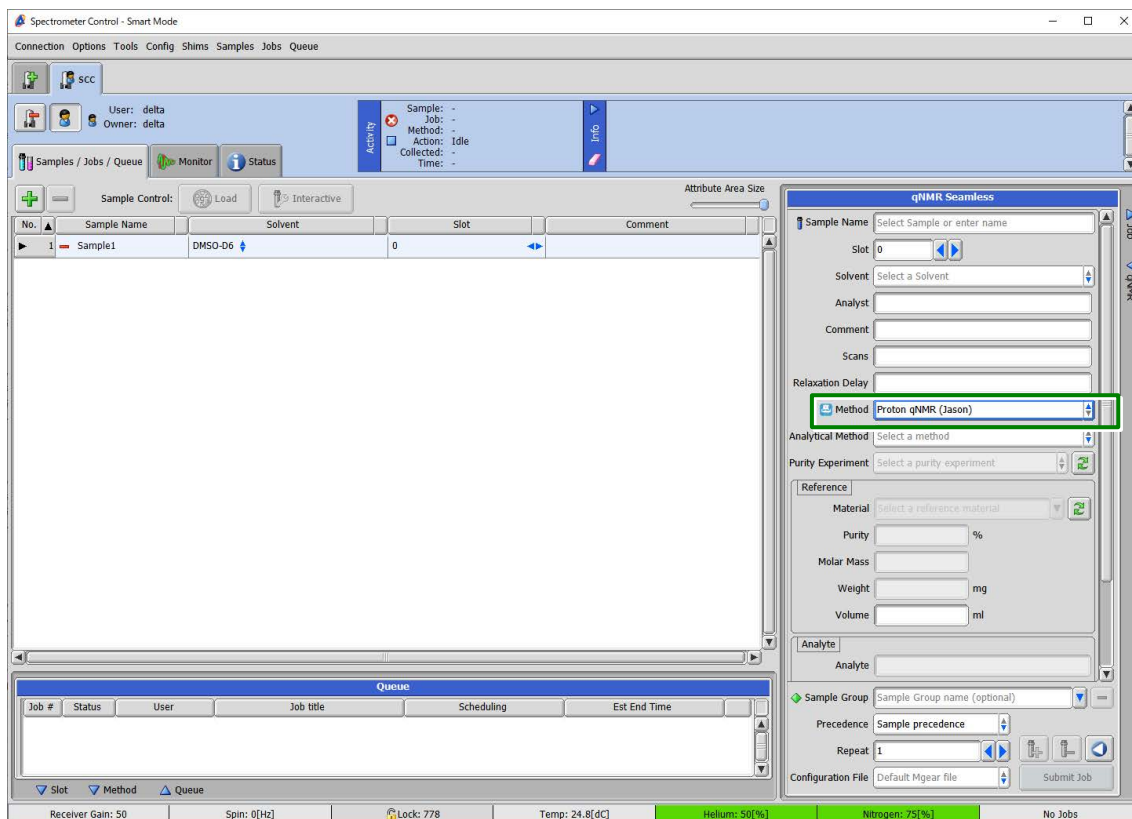 Spectrometer Control - Smart Mode
Connection Options Tools Config Shims Samples Jobs Queue
scc
User: delta
Owner: delta
Activity
Sample: -
Job: -
Method: -
Action: Idle
Collected: -
Time: -
Info
Samples / Jobs / Queue
Monitor
Status
Sample Control:
Load
Interactive
Attribute Area Size
No. Sample Name Solvent Slot Comment
1 Sample1 DMSO-D6 0
qNMR Seamless
Sample Name Select Sample or enter name
Slot 0
Solvent Select a Solvent
Analyst
Comment
Scans
Relaxation Delay
Method Proton qNMR (Jason)
Analytical Method Select a method
Purity Experiment Select a purity experiment
Reference
Material Select a reference material
Purity %
Molar Mass
Weight mg
Volume ml
Analyte
Analyte
Sample Group Sample Group name (optional)
Precedence Sample precedence
Repeat 1
Configuration File Default Mgear file
Submit Job
Job
qNMR
Queue
Job # Status User Job title Scheduling Est End Time
Slot Method Queue
Receiver Gain: 50 Spin: 0[Hz] Lock: 778 Temp: 24.8[dC] Helium: 50[%] Nitrogen: 75[%] No Jobs